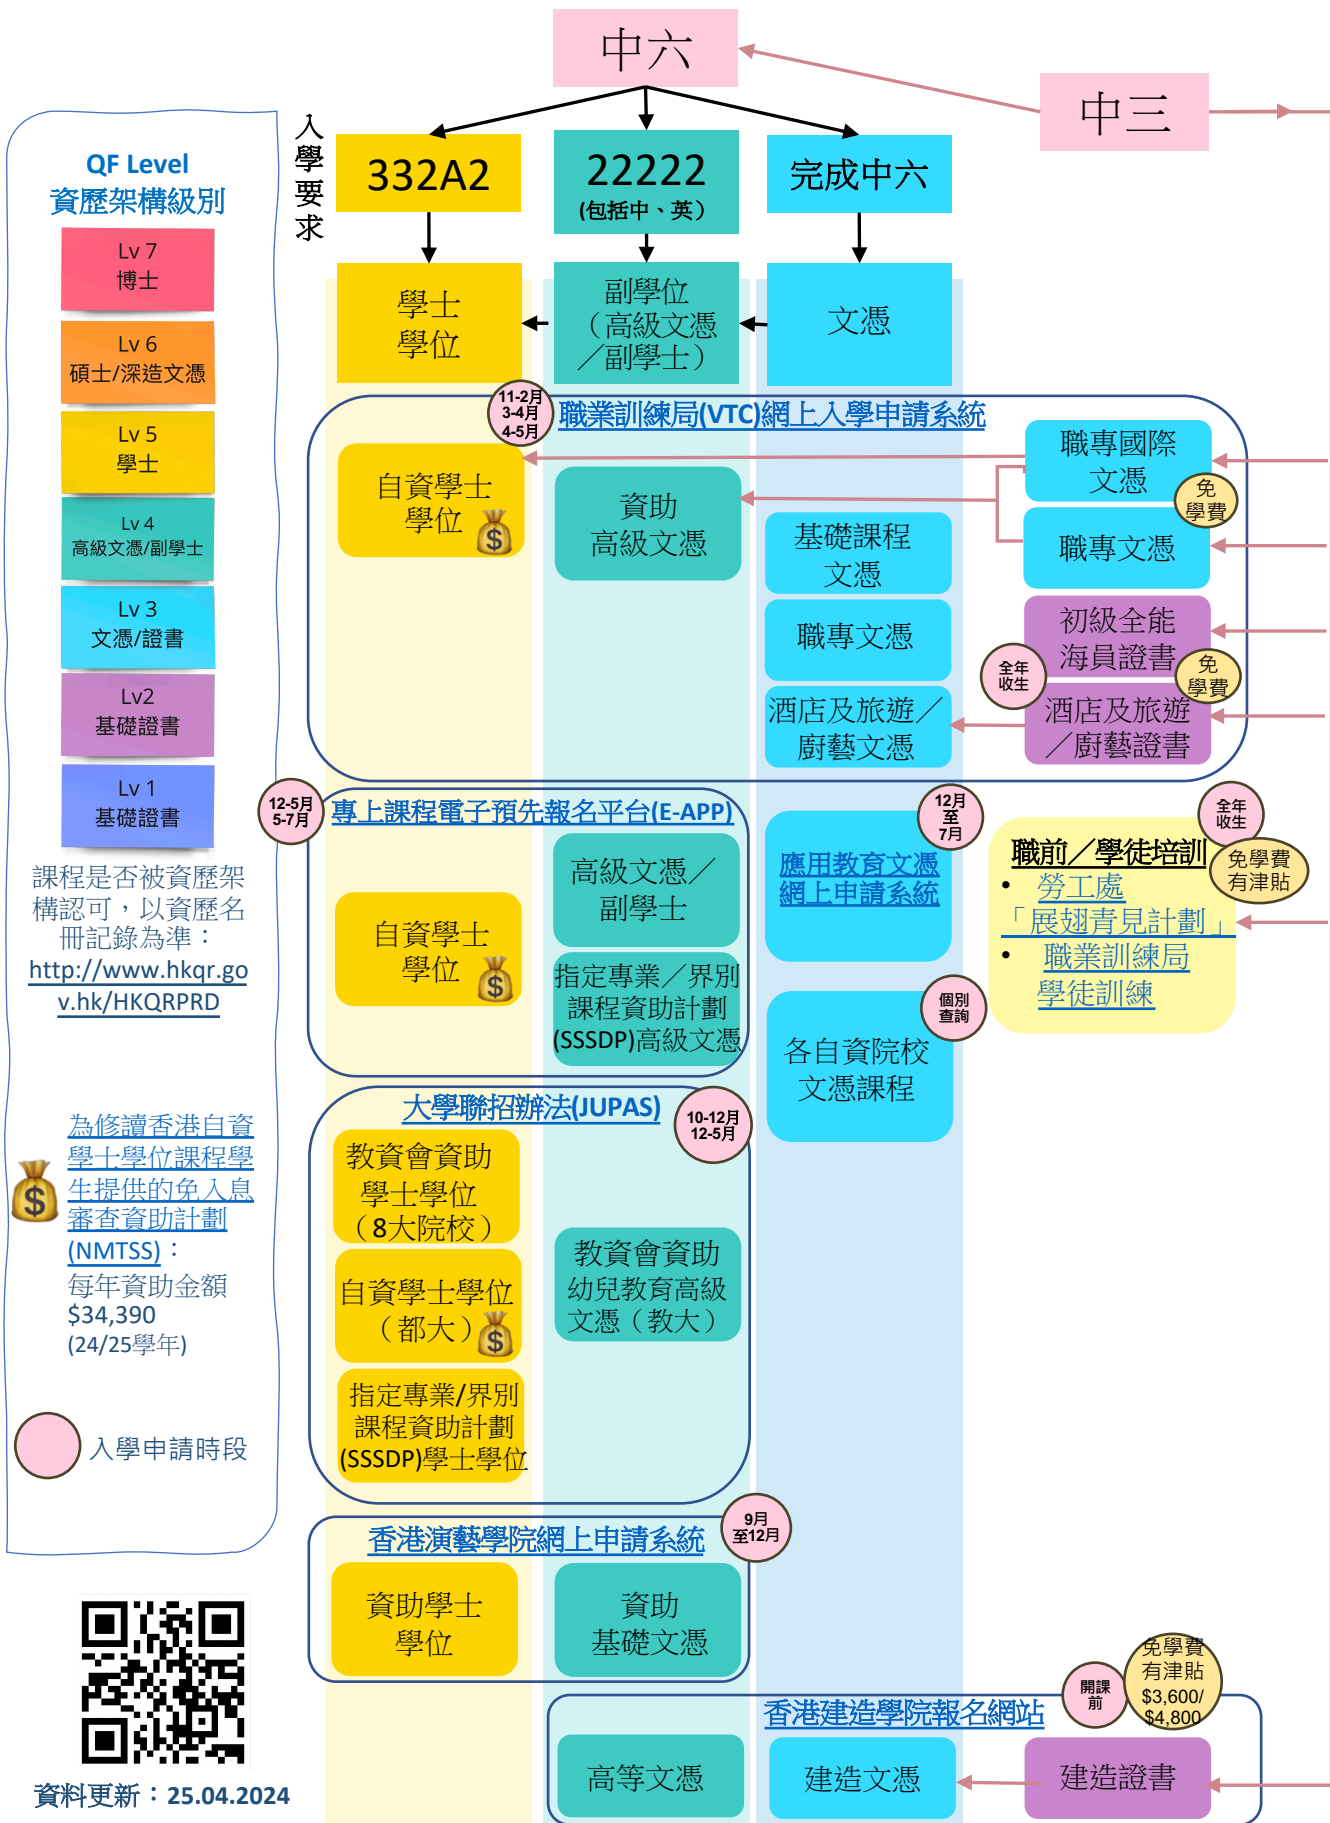 中六
中三
入
學
要
求
332A2
22222
(包括中、英）
完成中六
學士
學位
副學位
（高級文憑
／副學士）
文憑
QF Level
資歷架構級別
Lv 7
博士
Lv 6
碩士/深造文憑
Lv 5
學士
Lv 4
高級文憑/副學士
Lv 3
文憑/證書
Lv2
基礎證書
Lv 1
基礎證書
課程是否被資歷架
構認可，以資歷名
冊記錄為準：
http://www.hkqr.go
v.hk/HKQRPRD
為修讀香港自資
學士學位課程學
生提供的免入息
審查資助計劃
(NMTSS)：
每年資助金額
$34,390
(24/25學年)
入學申請時段
資料更新：25.04.2024
11-2月
3-4月
4-5月
職業訓練局(VTC)網上入學申請系統
自資學士
學位
資助
高級文憑
基礎課程
文憑
職專文憑
酒店及旅遊／
廚藝文憑
職專國際
文憑
免
學費
職專文憑
初級全能
海員證書
免
學費
全年
收生
酒店及旅遊
／廚藝證書
12-5月
5-7月
專上課程電子預先報名平台(E-APP)
自資學士
學位
高級文憑／
副學士
指定專業／界別
課程資助計劃
(SSSDP)高級文憑
12月
至
7月
應用教育文憑
網上申請系統
個別
查詢
各自資院校
文憑課程
全年
收生
免學費
有津貼
職前／學徒培訓
• 勞工處
「展翅青見計劃」
• 職業訓練局
學徒訓練
大學聯招辦法(JUPAS)
10-12月
12-5月
教資會資助
學士學位
（8大院校）
自資學士學位
（都大）
指定專業/界別
課程資助計劃
(SSSDP)學士學位
教資會資助
幼兒教育高級
文憑（教大）
9月
至12月
香港演藝學院網上申請系統
資助學士
學位
資助
基礎文憑
開課
前
免學費
有津貼
$3,600/
$4,800
香港建造學院報名網站
高等文憑
建造文憑
建造證書